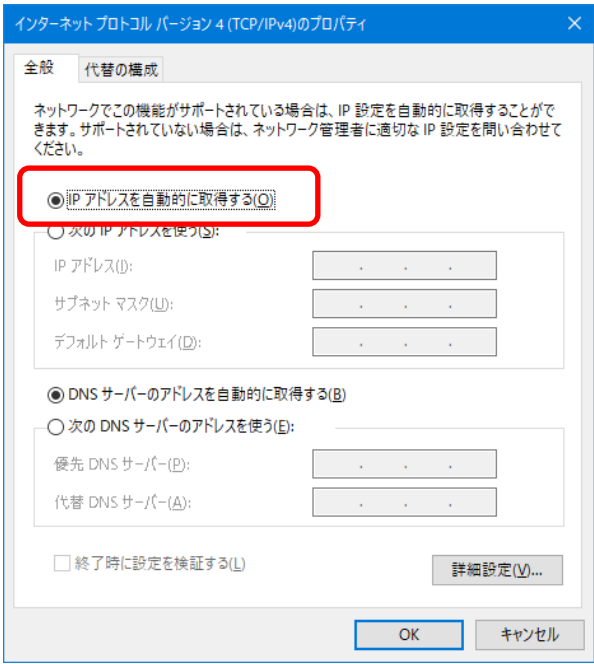 インターネット プロトコル バージョン 4 (TCP/IPv4)のプロパティ
全般
代替の構成
ネットワークでこの機能がサポートされている場合は、IP 設定を自動的に取得することがで
きます。サポートされていない場合は、ネットワーク管理者に適切な IP 設定を問い合わせて
ください。
IP アドレスを自動的に取得する(O)
次の IP アドレスを使う(S):
IP アドレス(I):
サブネット マスク(U):
デフォルト ゲートウェイ(D):
DNS サーバーのアドレスを自動的に取得する(B)
次の DNS サーバーのアドレスを使う(E):
優先 DNS サーバー(P):
代替 DNS サーバー(A):
終了時に設定を検証する(L)
詳細設定(V)...
OK
キャンセル